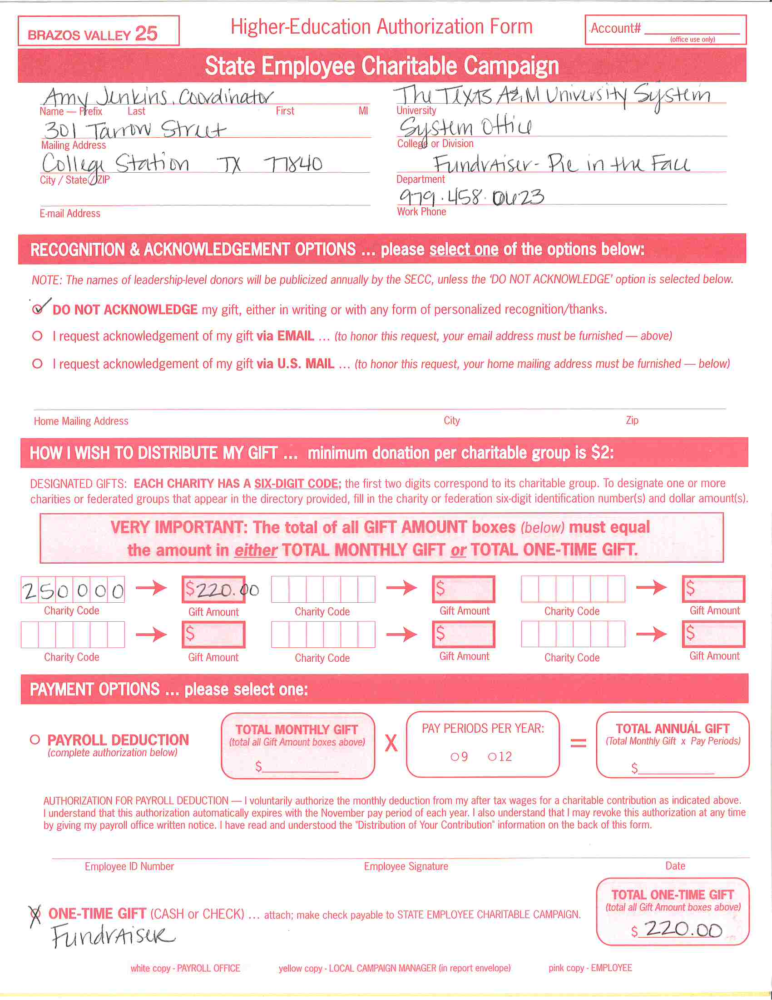 BRAZOS VALLEY 25
Higher-Education Authorization Form
Account#
(office use only)
State Employee Charitable Campaign
Amy Jenkins, Coordinator
Name — Prefix Last First MI
The Texas A&M University System
University
301 Tarrow Street
Mailing Address
System Office
College or Division
College Station TX 77840
City / State / ZIP
Fundraiser - Pie in the Face
Department
E-mail Address
979.458.0623
Work Phone
RECOGNITION & ACKNOWLEDGEMENT OPTIONS ... please select one of the options below:
NOTE: The names of leadership-level donors will be publicized annually by the SECC, unless the 'DO NOT ACKNOWLEDGE' option is selected below.
DO NOT ACKNOWLEDGE my gift, either in writing or with any form of personalized recognition/thanks.
I request acknowledgement of my gift via EMAIL ... (to honor this request, your email address must be furnished — above)
I request acknowledgement of my gift via U.S. MAIL ... (to honor this request, your home mailing address must be furnished — below)
Home Mailing Address City Zip
HOW I WISH TO DISTRIBUTE MY GIFT ... minimum donation per charitable group is $2:
DESIGNATED GIFTS: EACH CHARITY HAS A SIX-DIGIT CODE; the first two digits correspond to its charitable group. To designate one or more
charities or federated groups that appear in the directory provided, fill in the charity or federation six-digit identification number(s) and dollar amount(s).
VERY IMPORTANT: The total of all GIFT AMOUNT boxes (below) must equal
the amount in either TOTAL MONTHLY GIFT or TOTAL ONE-TIME GIFT.
250000 $220.00 $ $
Charity Code Gift Amount Charity Code Gift Amount Charity Code Gift Amount
$ $ $
Charity Code Gift Amount Charity Code Gift Amount Charity Code Gift Amount
PAYMENT OPTIONS ... please select one:
PAYROLL DEDUCTION
(complete authorization below)
TOTAL MONTHLY GIFT
(total all Gift Amount boxes above)
$
X
PAY PERIODS PER YEAR:
9 12
=
TOTAL ANNUAL GIFT
(Total Monthly Gift x Pay Periods)
$
AUTHORIZATION FOR PAYROLL DEDUCTION — I voluntarily authorize the monthly deduction from my after tax wages for a charitable contribution as indicated above.
I understand that this authorization automatically expires with the November pay period of each year. I also understand that I may revoke this authorization at any time
by giving my payroll office written notice. I have read and understood the "Distribution of Your Contribution" information on the back of this form.
Employee ID Number Employee Signature Date
ONE-TIME GIFT (CASH or CHECK) ... attach; make check payable to STATE EMPLOYEE CHARITABLE CAMPAIGN.
Fundraiser
TOTAL ONE-TIME GIFT
(total all Gift Amount boxes above)
$ 220.00
white copy - PAYROLL OFFICE yellow copy - LOCAL CAMPAIGN MANAGER (in report envelope) pink copy - EMPLOYEE